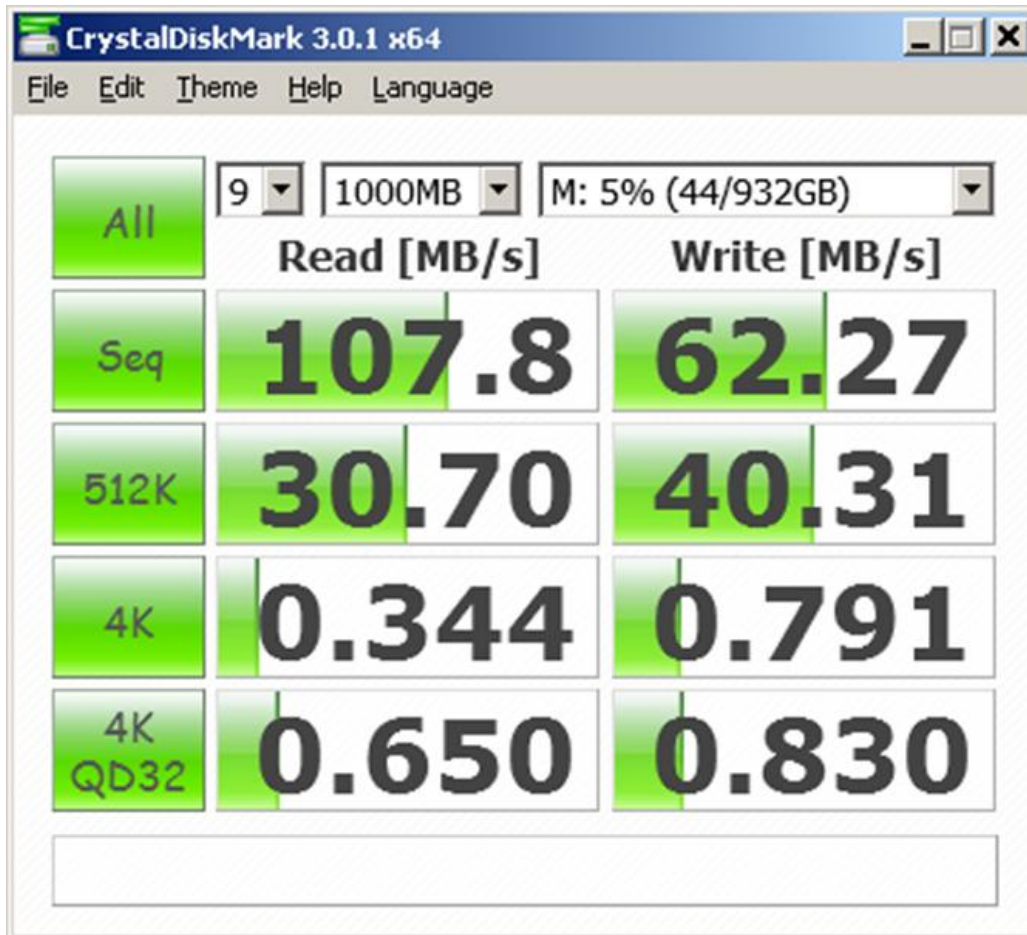 CrystalDiskMark 3.0.1 x64
File Edit Theme Help Language
All 9 1000MB M: 5% (44/932GB)
Read [MB/s] Write [MB/s]
Seq 107.8 62.27
512K 30.70 40.31
4K 0.344 0.791
4K
QD32 0.650 0.830